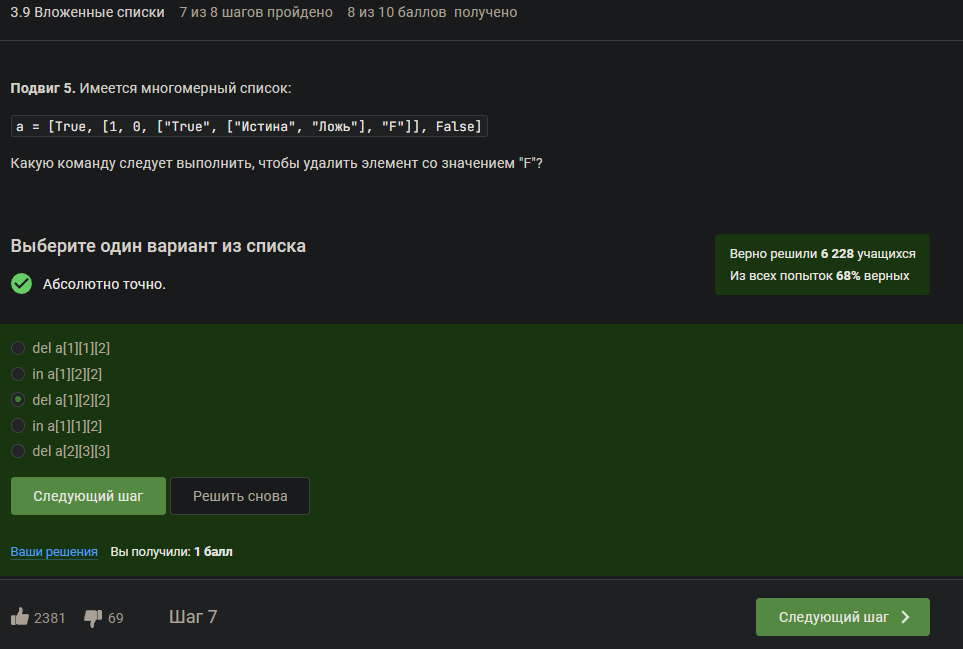 3.9 Вложенные списки 7 из 8 шагов пройдено 8 из 10 баллов получено
Подвиг 5. Имеется многомерный список:
a = [True, [1, 0, ["True", ["Истина", "Ложь"], "F"]], False]
Какую команду следует выполнить, чтобы удалить элемент со значением "F"?
Выберите один вариант из списка
Верно решили 6 228 учащихся
Из всех попыток 68% верных
Абсолютно точно.
del a[1][1][2]
in a[1][2][2]
del a[1][2][2]
in a[1][1][2]
del a[2][3][3]
Следующий шаг Решить снова
Ваши решения Вы получили: 1 балл
2381 69 Шаг 7 Следующий шаг